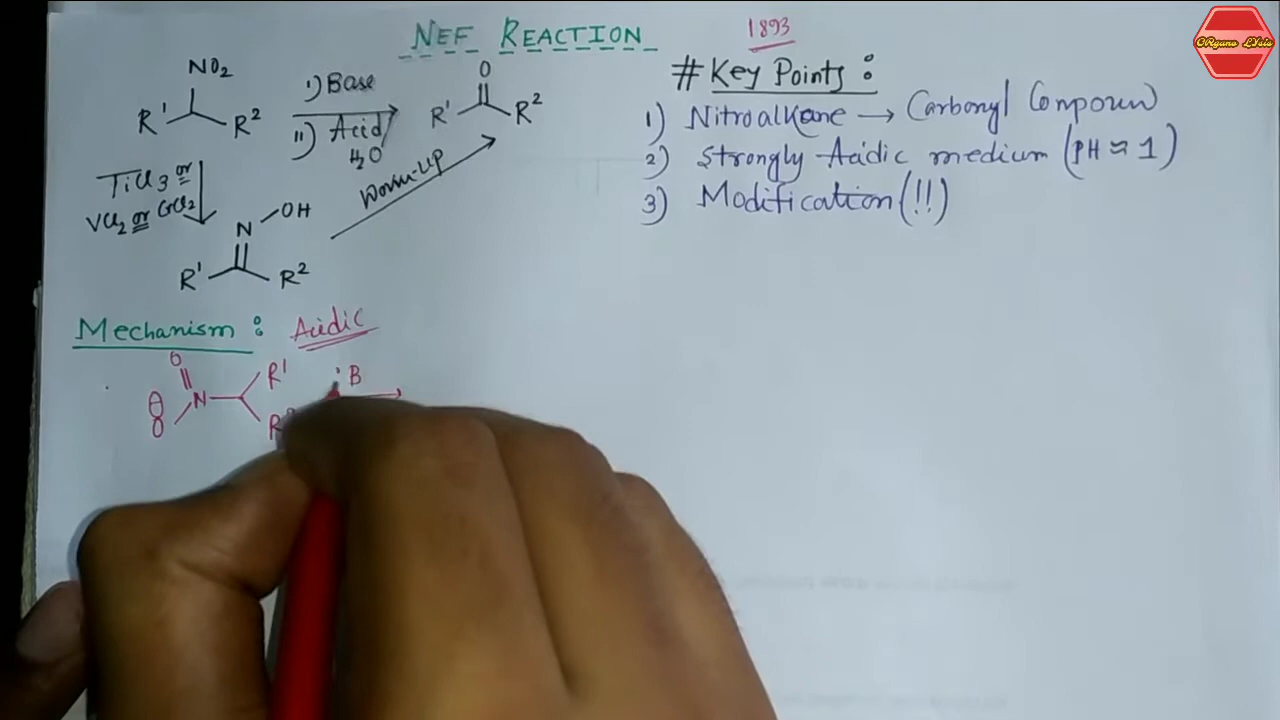 NEF REACTION
1893
ORgano LYsis
NO2
R1
R2
i) Base
ii) Acid/
H2O
O
R1
R2
TiCl3 or
VCl2 or CrCl2
Work-Up
N
OH
R1
R2
# Key Points :
1) Nitroalkane → Carbonyl Compoun
2) Strongly Acidic medium (PH ≈ 1)
3) Modification (!!)
Mechanism : Acidic
O
N
R1
R
O
:B